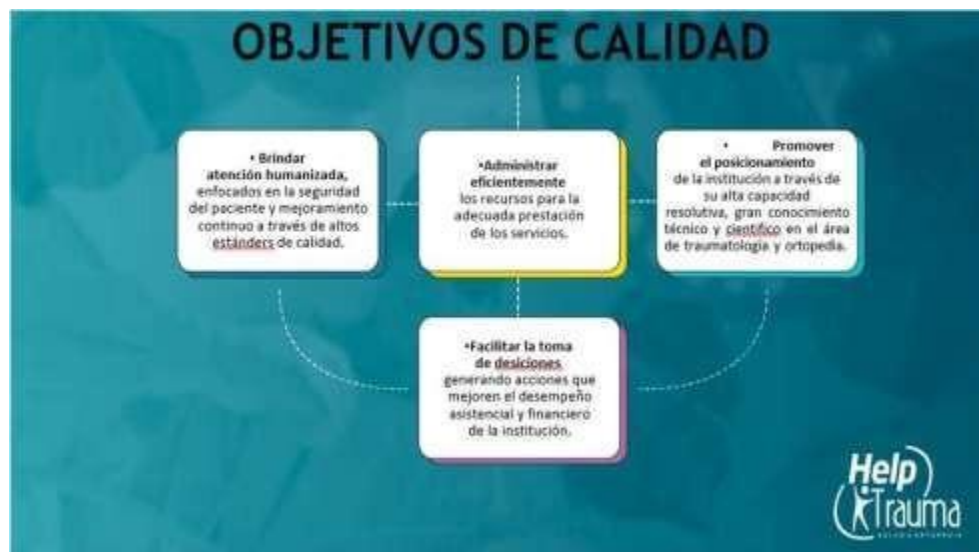 OBJETIVOS DE CALIDAD
• Brindar
atención humanizada,
enfocados en la seguridad
del paciente y mejoramiento
continuo a través de altos
estánders de calidad.
•Administrar
eficientemente
los recursos para la
adecuada prestación
de los servicios.
• Promover
el posicionamiento
de la institución a través de
su alta capacidad
resolutiva, gran conocimiento
técnico y científico en el área
de traumatología y ortopedia.
•Facilitar la toma
de desiciones
generando acciones que
mejoren el desempeño
asistencial y financiero
de la institución.
Help
Trauma